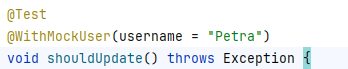 @Test
@WithMockUser(username = "Petra")
void shouldUpdate() throws Exception {